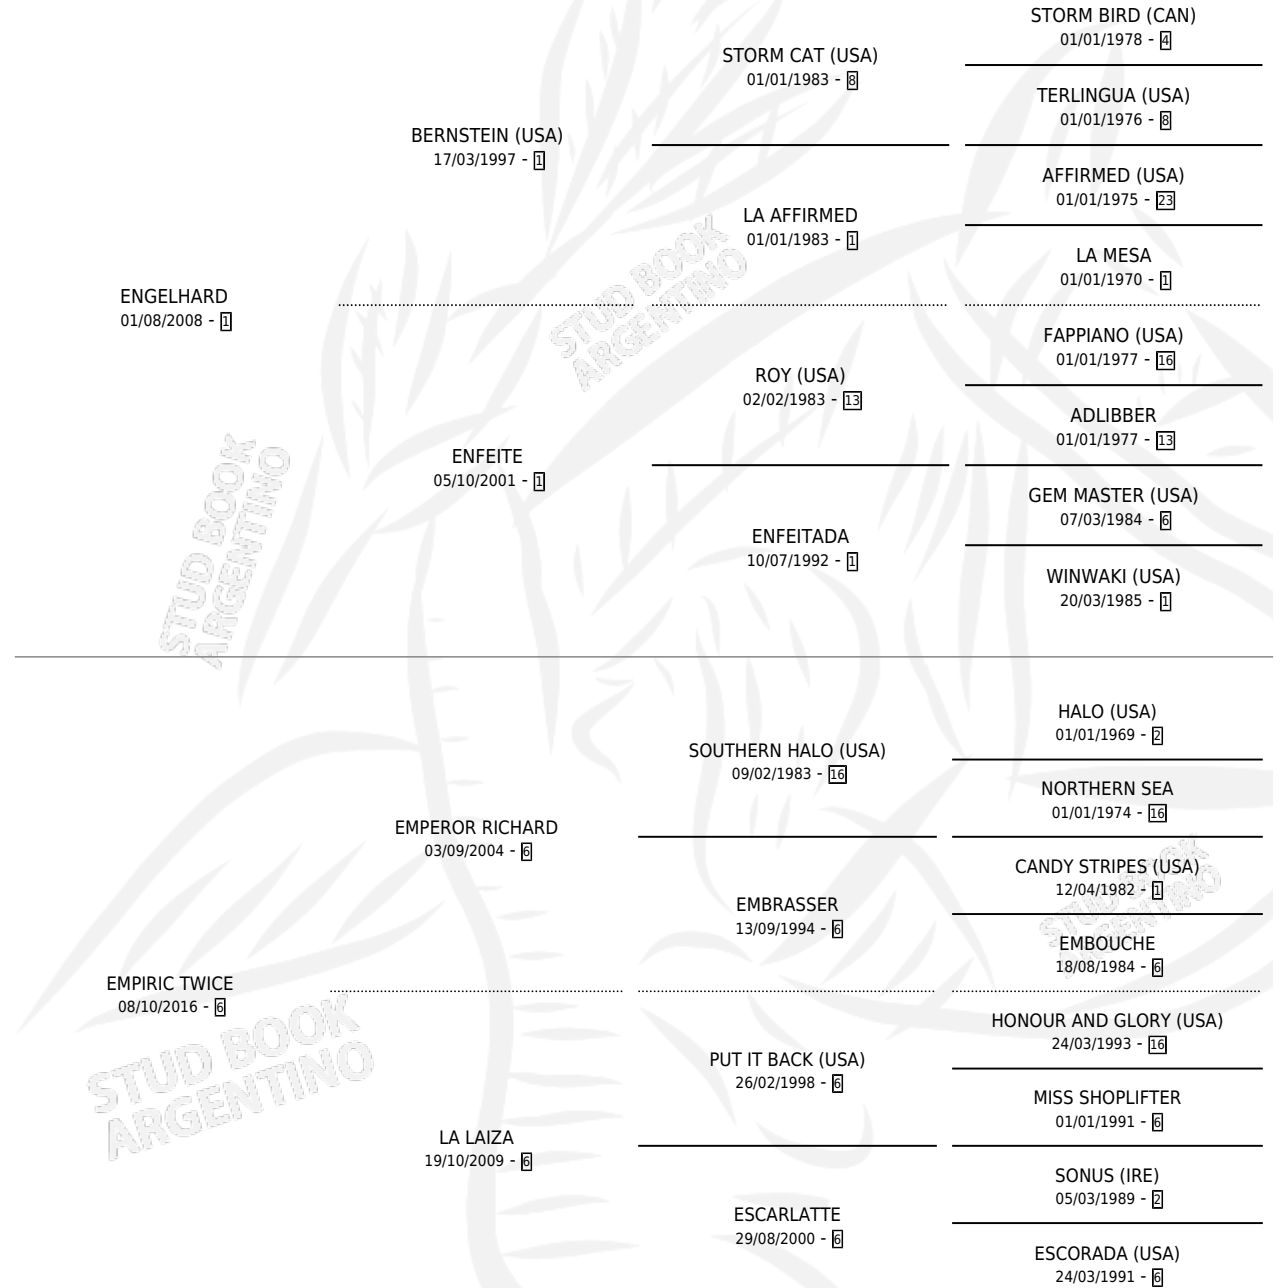 STORM BIRD (CAN)
01/01/1978 - 4
STORM CAT (USA)
01/01/1983 - 8
TERLINGUA (USA)
01/01/1976 - 8
BERNSTEIN (USA)
17/03/1997 - 1
AFFIRMED (USA)
01/01/1975 - 23
LA AFFIRMED
01/01/1983 - 1
LA MESA
01/01/1970 - 1
ENGELHARD
01/08/2008 - 1
FAPPIANO (USA)
01/01/1977 - 16
ROY (USA)
02/02/1983 - 13
ADLIBBER
01/01/1977 - 13
ENFEITE
05/10/2001 - 1
GEM MASTER (USA)
07/03/1984 - 6
ENFEITADA
10/07/1992 - 1
WINWAKI (USA)
20/03/1985 - 1
HALO (USA)
01/01/1969 - 2
SOUTHERN HALO (USA)
09/02/1983 - 16
NORTHERN SEA
01/01/1974 - 16
EMPEROR RICHARD
03/09/2004 - 6
CANDY STRIPES (USA)
12/04/1982 - 1
EMBRASSER
13/09/1994 - 6
EMBOUCHE
18/08/1984 - 6
EMPIRIC TWICE
08/10/2016 - 6
HONOUR AND GLORY (USA)
24/03/1993 - 16
PUT IT BACK (USA)
26/02/1998 - 6
MISS SHOPLIFTER
01/01/1991 - 6
LA LAIZA
19/10/2009 - 6
SONUS (IRE)
05/03/1989 - 2
ESCARLATTE
29/08/2000 - 6
ESCORADA (USA)
24/03/1991 - 6
STUD BOOK
ARGENTINO
STUD BOOK
ARGENTINO
STUD BOOK
ARGENTINO
STUD BOOK
ARGENTINO